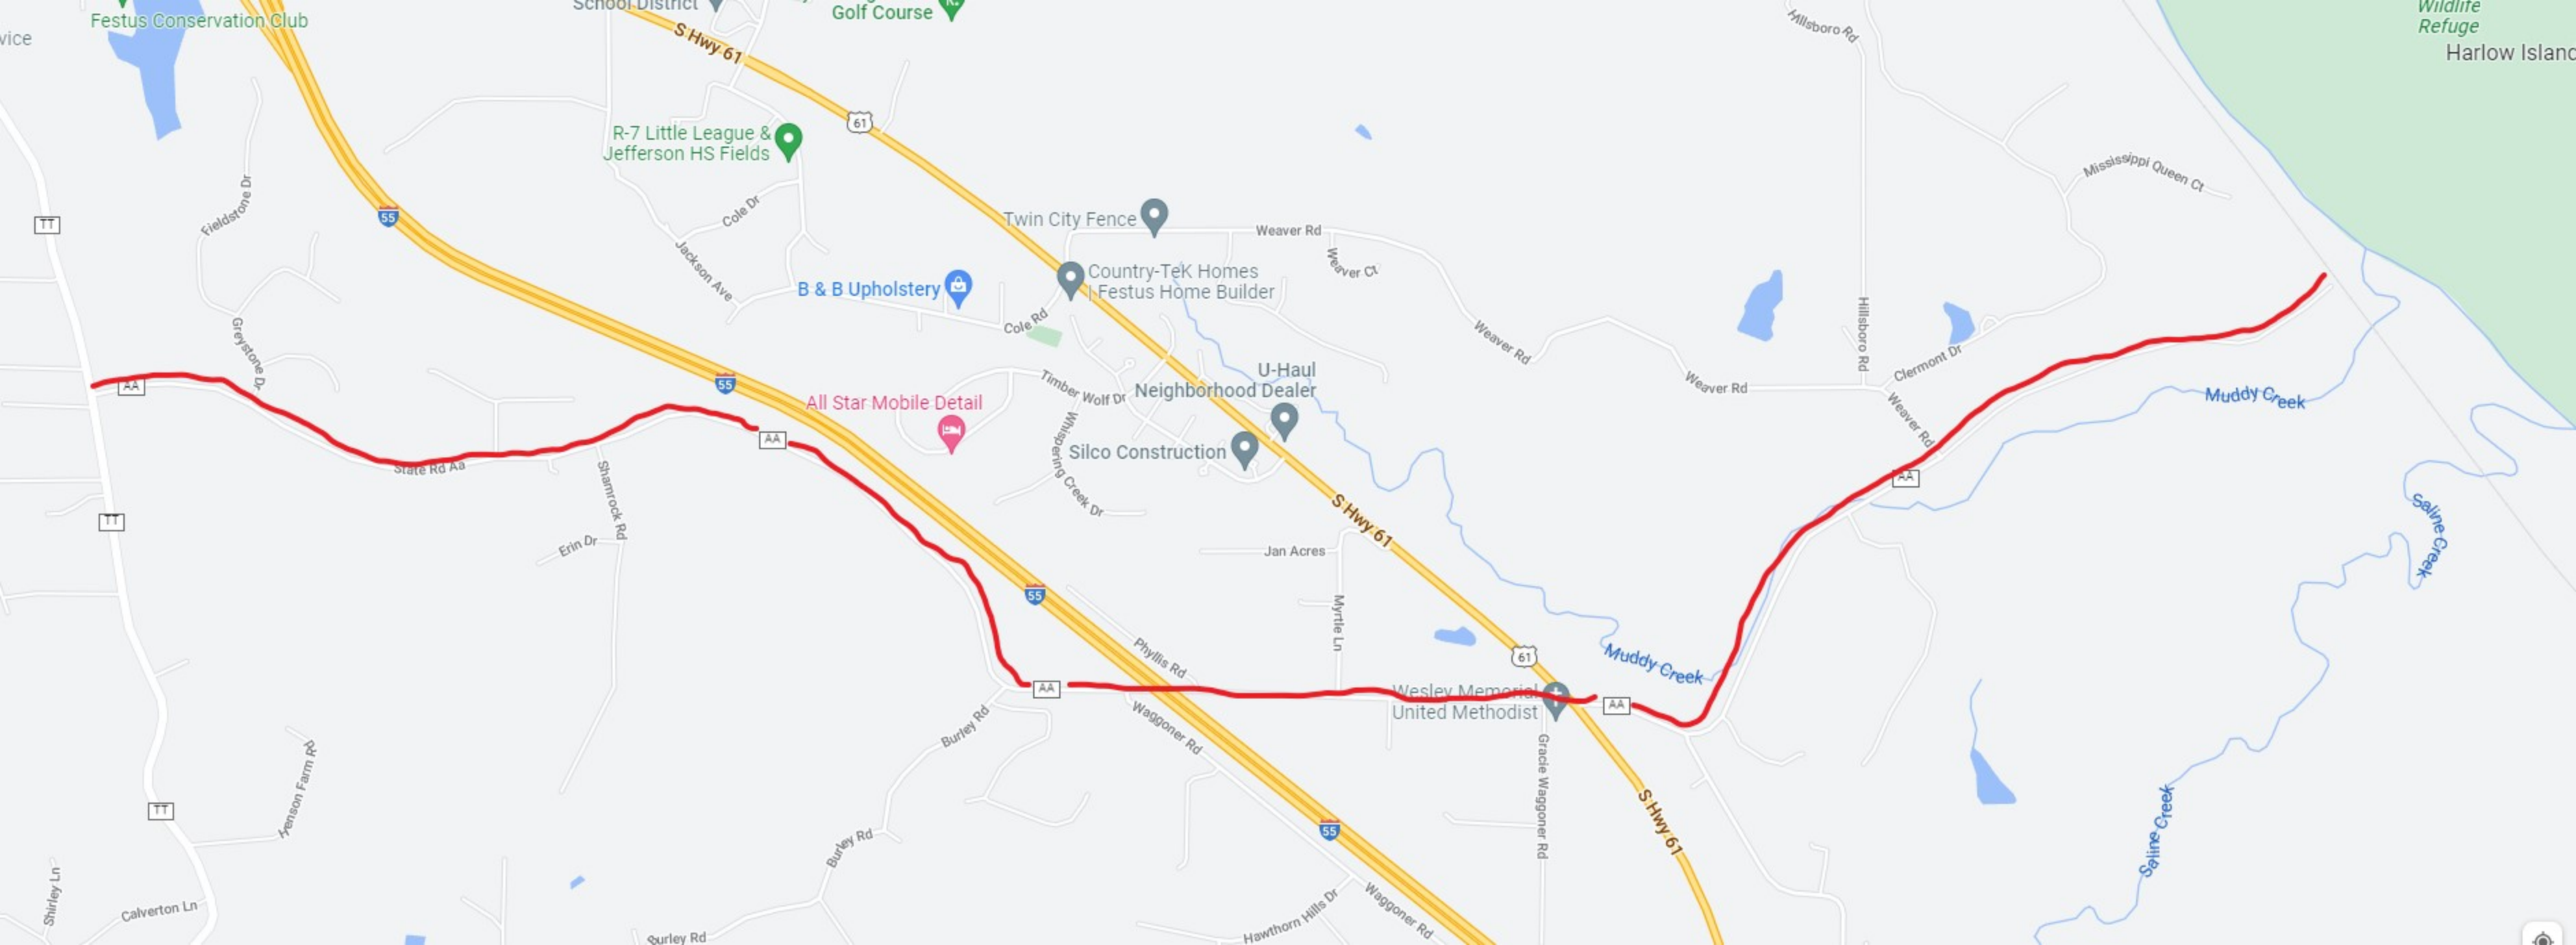 School District
Golf Course
Festus Conservation Club
vice
S Hwy 61
Hillsboro Rd
Wildlife
Refuge
Harlow Island
61
R-7 Little League &
Jefferson HS Fields
Mississippi Queen Ct
Fieldstone Dr
TT
55
Cole Dr
Jackson Ave
Twin City Fence
Weaver Rd
Weaver Ct
Country-TeK Homes
| Festus Home Builder
B & B Upholstery
Cole Rd
Hillsboro Rd
Greystone Dr
Weaver Rd
Clermont Dr
AA
55
All Star Mobile Detail
Timber Wolf Dr
U-Haul
Neighborhood Dealer
Weaver Rd
Weaver Rd
Muddy Creek
AA
State Rd Aa
Whispering Creek Dr
Silco Construction
AA
Shamrock Rd
TT
S Hwy 61
Saline Creek
Erin Dr
Jan Acres
55
Myrtle Ln
Phyllis Rd
61
Muddy Creek
AA
Wesley Memorial
United Methodist
AA
Burley Rd
Waggoner Rd
Gracie Waggoner Rd
Henson Farm R
TT
55
S Hwy 61
Saline Creek
Burley Rd
Shirley Ln
Calverton Ln
Hawthorn Hills Dr
Waggoner Rd
Burley Rd